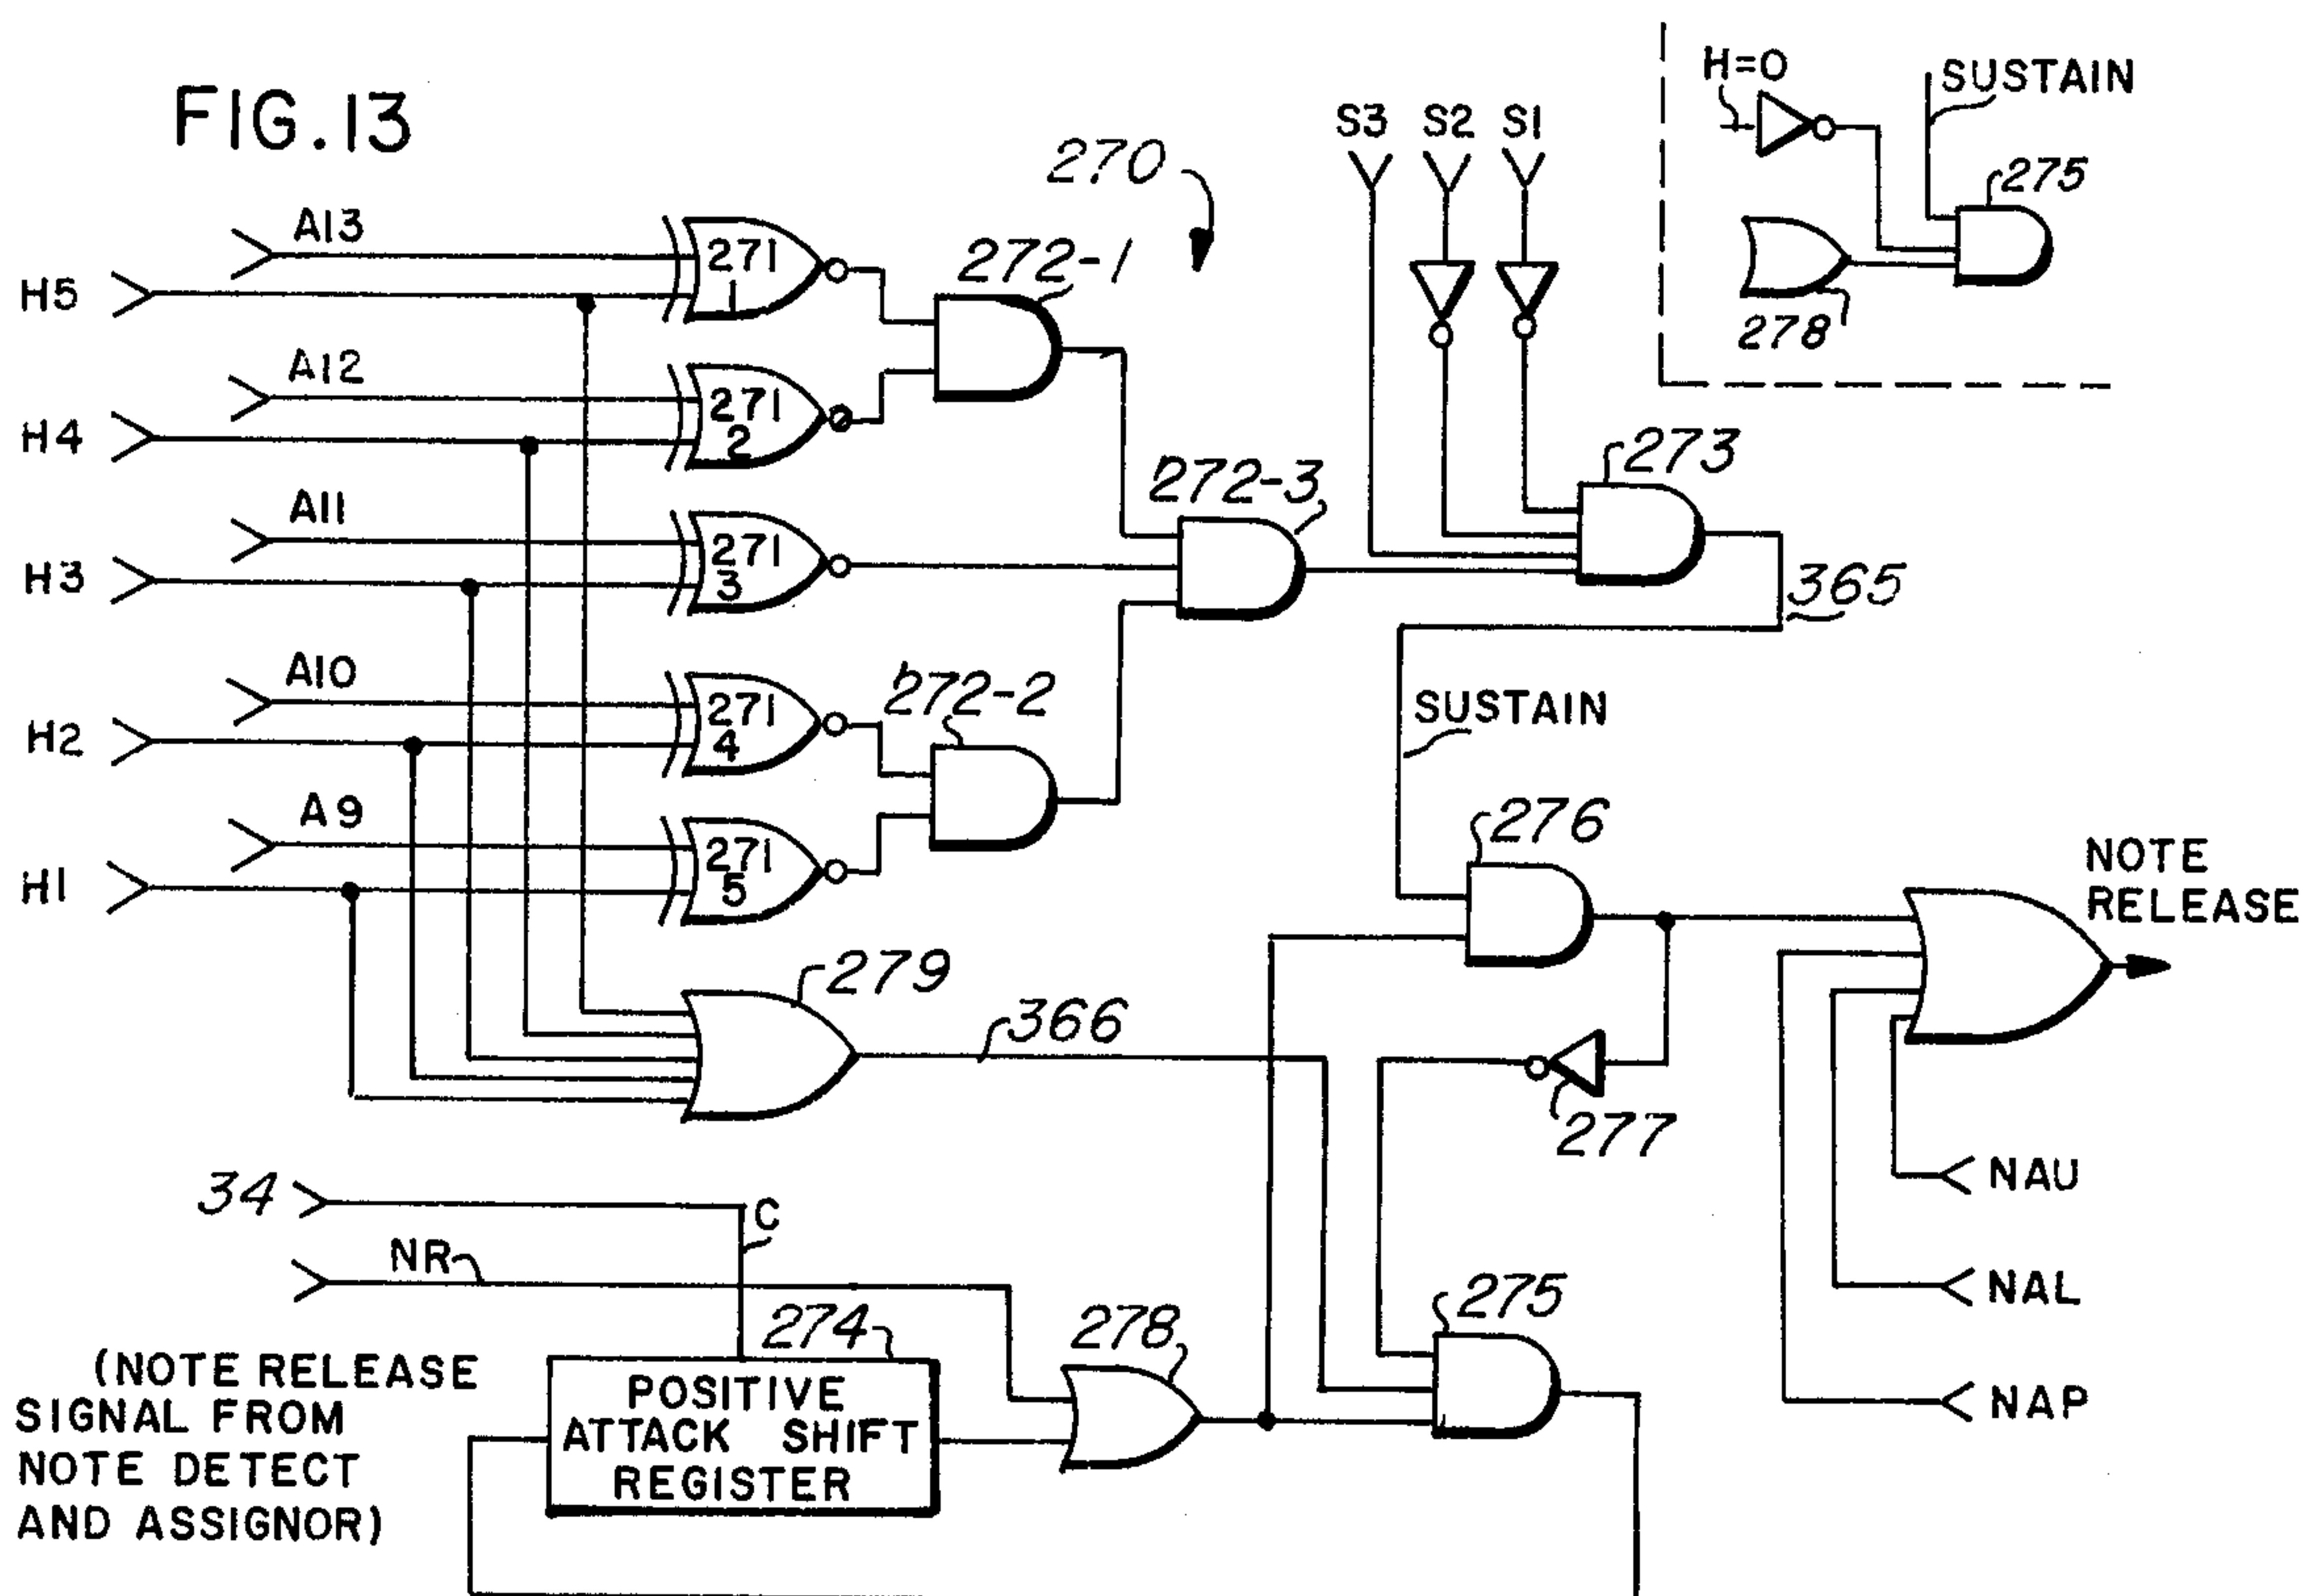 FIG. 13
H=0
SUSTAIN
275
278
S3 S2 S1
270
A13
H5
271
1
272-1
A12
H4
271
2
A11
H3
271
3
272-3
273
365
A10
H2
271
4
272-2
SUSTAIN
A9
H1
271
5
276
NOTE
RELEASE
279
366
277
34
C
NR
NAU
NAL
NAP
274
278
275
POSITIVE
ATTACK SHIFT
REGISTER
(NOTE RELEASE
SIGNAL FROM
NOTE DETECT
AND ASSIGNOR)